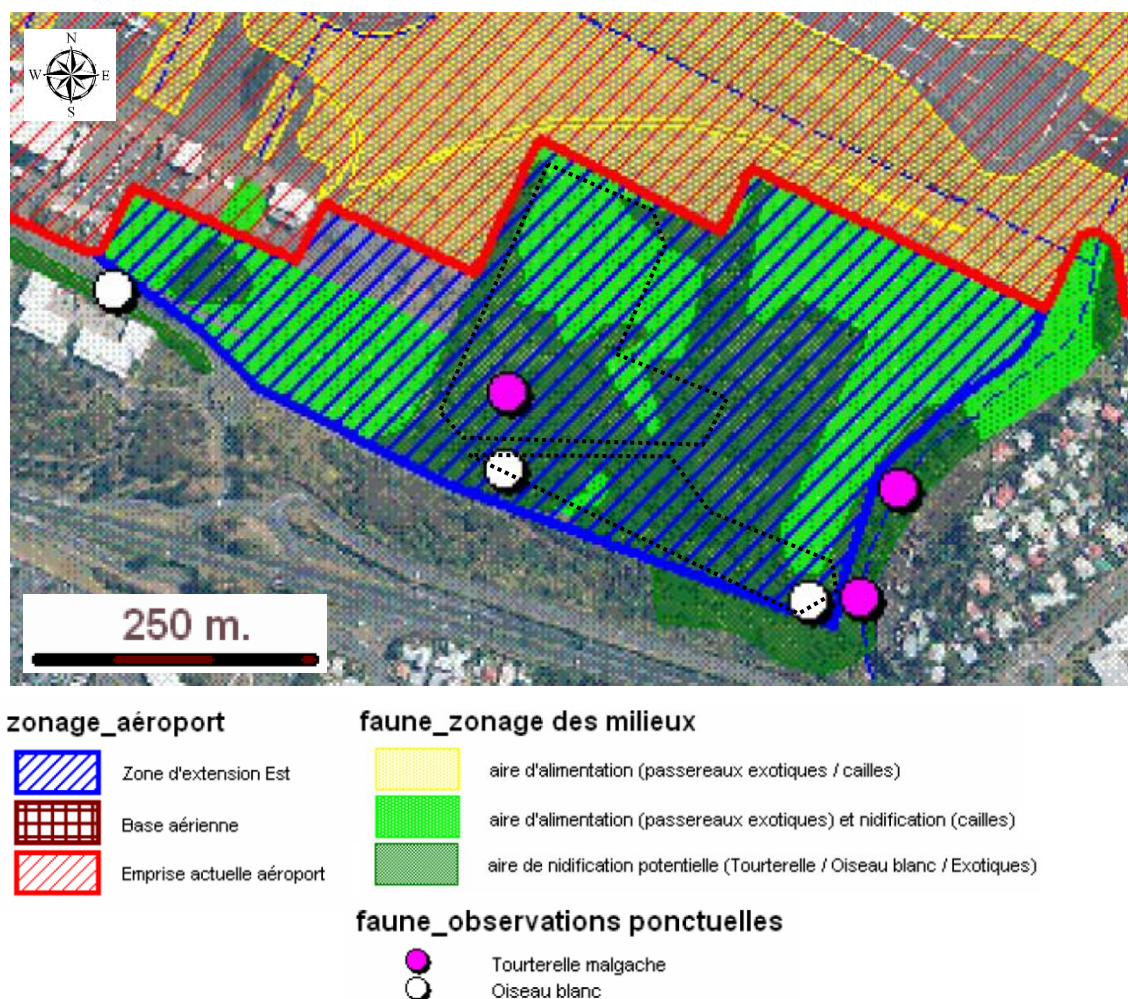 N
W E
S
250 m.
zonage_aéroport
Zone d'extension Est
Base aérienne
Emprise actuelle aéroport
faune_zonage des milieux
aire d'alimentation (passereaux exotiques / cailles)
aire d'alimentation (passereaux exotiques) et nidification (cailles)
aire de nidification potentielle (Tourterelle / Oiseau blanc / Exotiques)
faune_observations ponctuelles
Tourterelle malgache
Oiseau blanc